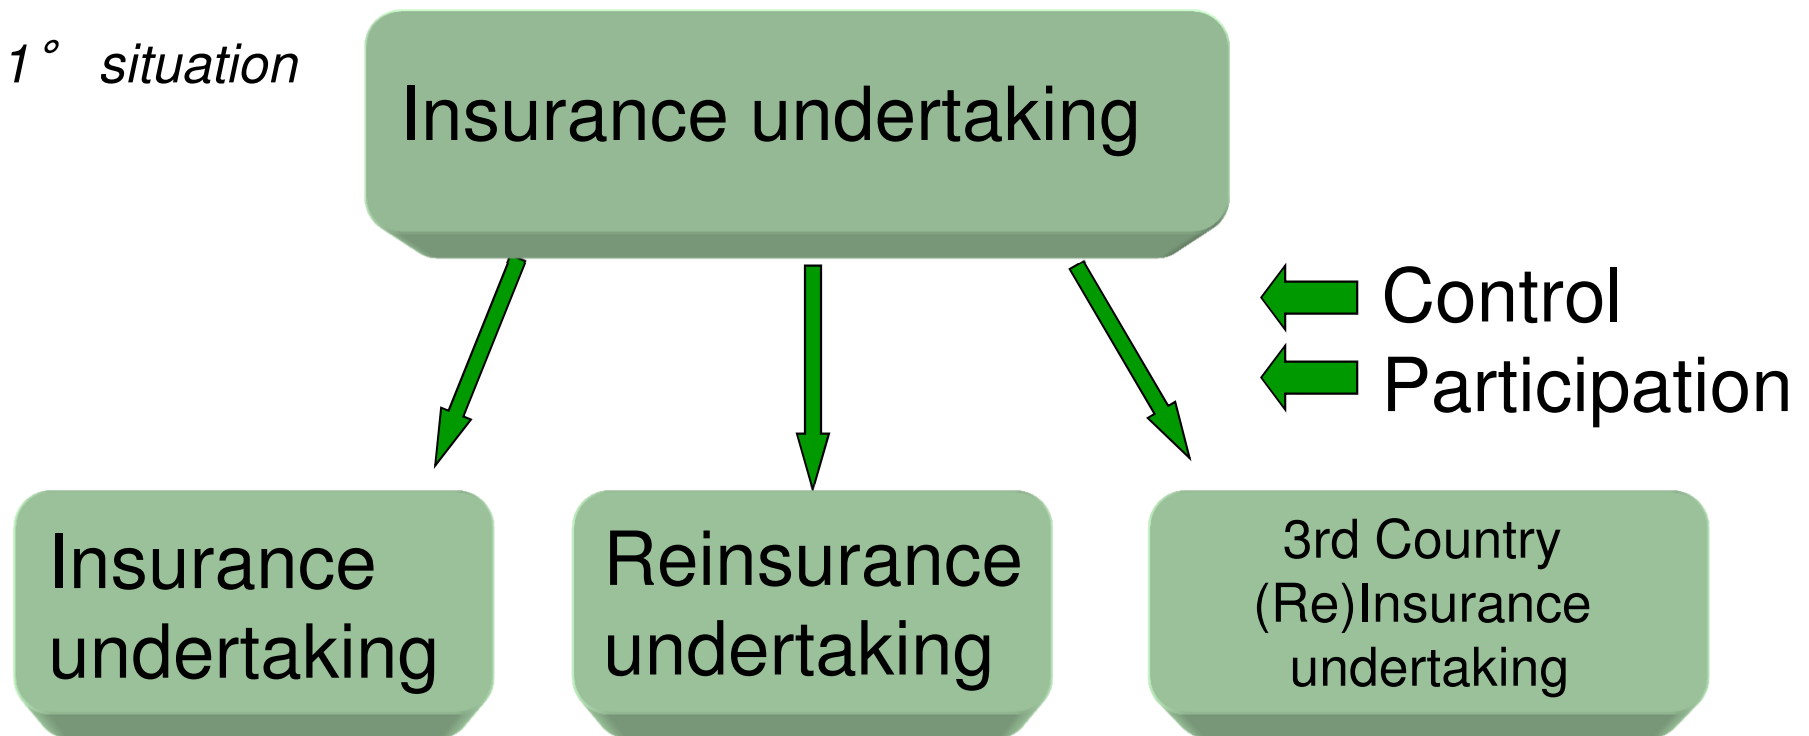 1° situation
Insurance undertaking
Control
Participation
Insurance
undertaking
Reinsurance
undertaking
3rd Country
(Re)Insurance
undertaking